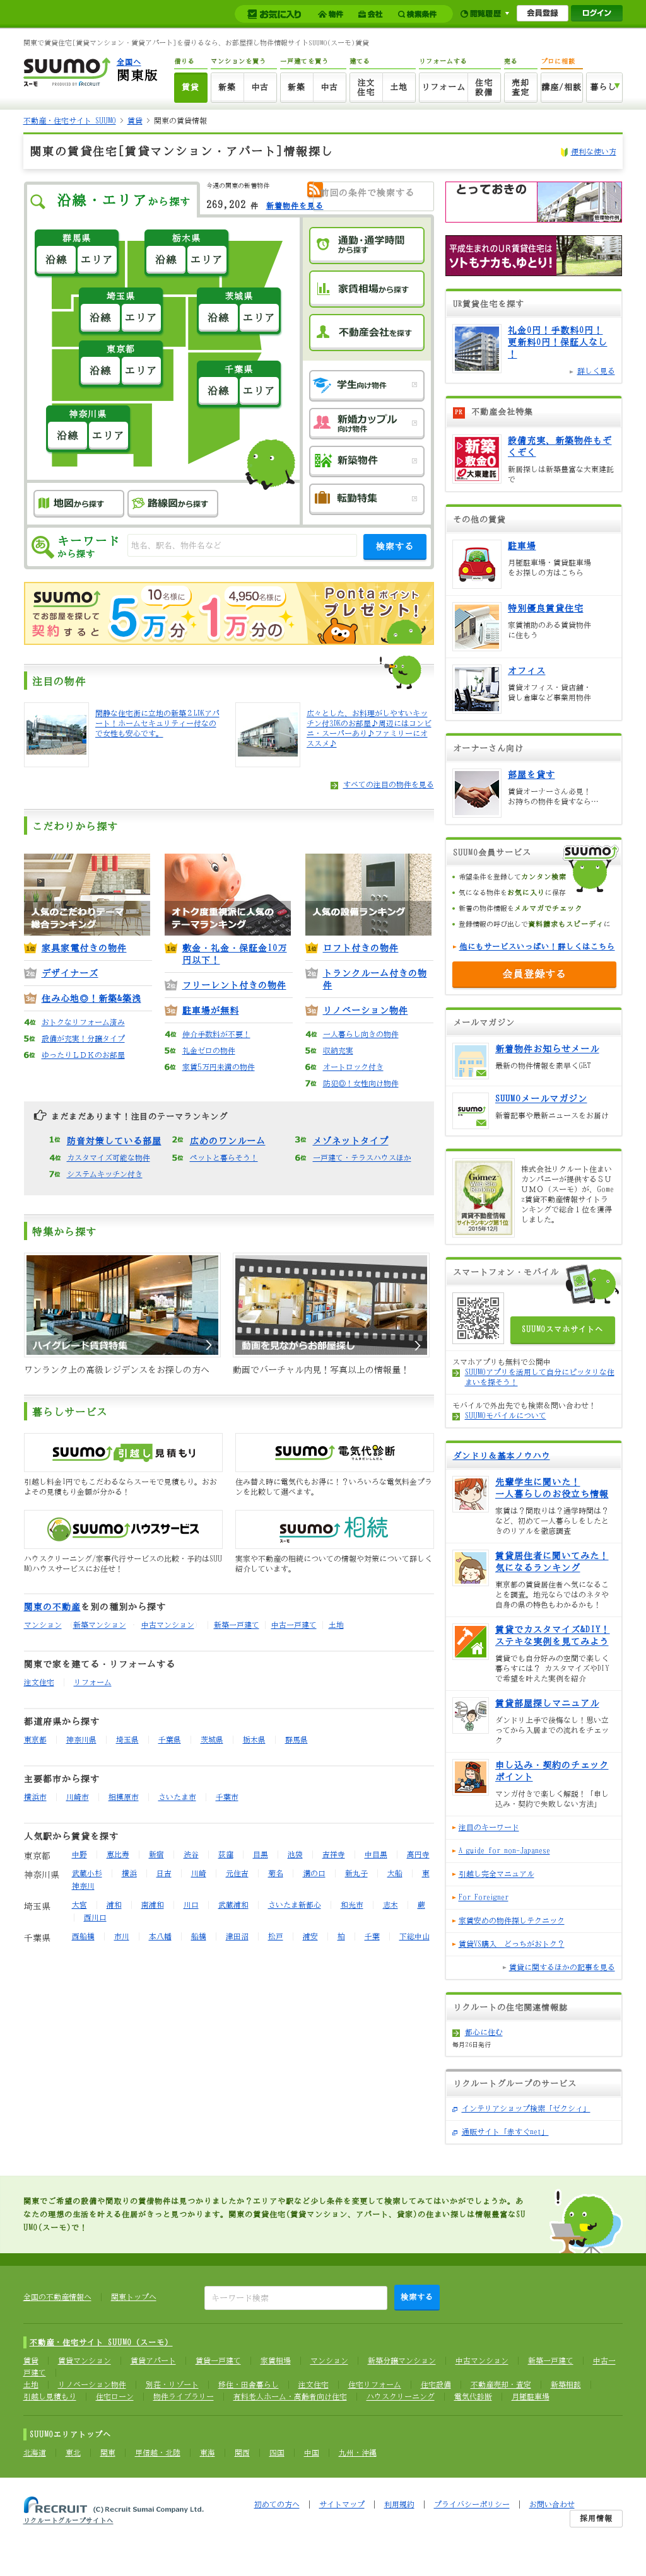 お気に入り 物件 会社 検索条件 閲覧履歴 会員登録 ログイン
関東で賃貸住宅[賃貸マンション・賃貸アパート]を借りるなら、お部屋探し物件情報サイトSUUMO(スーモ)賃貸
SUUMO
スーモ PRODUCED BY RECRUIT
全国へ
関東版
借りる マンションを買う 一戸建てを買う 建てる リフォームする 売る プロに相談
賃貸 新築 中古 新築 中古 注文住宅 土地 リフォーム 住宅設備 売却査定 講座/相談 暮らし
不動産・住宅サイト SUUMO > 賃貸 > 関東の賃貸情報
関東の賃貸住宅[賃貸マンション・アパート]情報探し
便利な使い方
沿線・エリアから探す
今週の関東の新着物件
269,202 件 新着物件を見る
前回の条件で検索する
群馬県
沿線 エリア
栃木県
沿線 エリア
埼玉県
沿線 エリア
茨城県
沿線 エリア
東京都
沿線 エリア
千葉県
沿線 エリア
神奈川県
沿線 エリア
地図から探す
路線図から探す
通勤・通学時間から探す
家賃相場から探す
不動産会社を探す
学生向け物件
新婚カップル向け物件
新築物件
転勤特集
キーワードから探す
地名、駅名、物件名など
検索する
SUUMOでお部屋を探して契約すると 10名様に5万分 4,950名様に1万分の Pontaポイントプレゼント!
注目の物件
閑静な住宅街に立地の新築2LDKアパート!ホームセキュリティー付なので女性も安心です。
広々とした、お料理がしやすいキッチン付3DKのお部屋♪周辺にはコンビニ・スーパーあり♪ファミリーにオススメ♪
すべての注目の物件を見る
こだわりから探す
人気のこだわりテーマ総合ランキング
1位 家具家電付きの物件
2位 デザイナーズ
3位 住み心地◎!新築&築浅
4位 おトクなリフォーム済み
5位 設備が充実!分譲タイプ
6位 ゆったりLDKのお部屋
オトク度重視派に人気のテーマランキング
1位 敷金・礼金・保証金10万円以下!
2位 フリーレント付きの物件
3位 駐車場が無料
4位 仲介手数料が不要!
5位 礼金ゼロの物件
6位 家賃5万円未満の物件
人気の設備ランキング
1位 ロフト付きの物件
2位 トランクルーム付きの物件
3位 リノベーション物件
4位 一人暮らし向きの物件
5位 収納充実
6位 オートロック付き
7位 防犯◎!女性向け物件
まだまだあります!注目のテーマランキング
1位 防音対策している部屋 2位 広めのワンルーム 3位 メゾネットタイプ
4位 カスタマイズ可能な物件 5位 ペットと暮らそう! 6位 一戸建て・テラスハウスほか
7位 システムキッチン付き
特集から探す
ハイグレード賃貸特集
ワンランク上の高級レジデンスをお探しの方へ
動画を見ながらお部屋探し
動画でバーチャル内見!写真以上の情報量!
暮らしサービス
SUUMO引越し見積もり
引越し料金1円でもこだわるならスーモで見積もり。おおよその見積もり金額が分かる!
SUUMO電気代診断
住み替え時に電気代もお得に!?いろいろな電気料金プランを比較して選べます。
SUUMOハウスサービス
ハウスクリーニング/家事代行サービスの比較・予約はSUUMOハウスサービスにお任せ!
SUUMO相続
実家や不動産の相続についての情報や対策について詳しく紹介しています。
関東の不動産を別の種別から探す
マンション 新築マンション 中古マンション 新築一戸建て 中古一戸建て 土地
関東で家を建てる・リフォームする
注文住宅 リフォーム
都道府県から探す
東京都 神奈川県 埼玉県 千葉県 茨城県 栃木県 群馬県
主要都市から探す
横浜市 川崎市 相模原市 さいたま市 千葉市
人気駅から賃貸を探す
東京都 中野 恵比寿 新宿 渋谷 荻窪 目黒 池袋 吉祥寺 中目黒 高円寺
神奈川県 武蔵小杉 横浜 日吉 川崎 元住吉 菊名 溝の口 新丸子 大船 東神奈川
埼玉県 大宮 浦和 南浦和 川口 武蔵浦和 さいたま新都心 和光市 志木 蕨 西川口
千葉県 西船橋 市川 本八幡 船橋 津田沼 松戸 浦安 柏 千葉 下総中山
とっておきの
平成生まれのUR賃貸住宅は
ソトもナカも、ゆとり!
UR賃貸住宅を探す
礼金0円!手数料0円!更新料0円!保証人なし!
詳しく見る
PR 不動産会社特集
新築 敷金0 大東建託
設備充実、新築物件もぞくぞく
新居探しは新築豊富な大東建託で
その他の賃貸
駐車場
月極駐車場・賃貸駐車場をお探しの方はこちら
特別優良賃貸住宅
家賃補助のある賃貸物件に住もう
オフィス
賃貸オフィス・貸店舗・貸し倉庫など事業用物件
オーナーさん向け
部屋を貸す
賃貸オーナーさん必見!お持ちの物件を貸すなら…
SUUMO会員サービス
希望条件を登録してカンタン検索
気になる物件をお気に入りに保存
新着の物件情報をメルマガでチェック
登録情報の呼び出しで資料請求もスピーディに
他にもサービスいっぱい!詳しくはこちら
会員登録する
メールマガジン
新着物件お知らせメール
最新の物件情報を素早くGET
SUUMOメールマガジン
新着記事や最新ニュースをお届け
Gomez
賃貸不動産情報サイトランキング第1位
2015年12月
株式会社リクルート住まいカンパニーが提供するSUUMO(スーモ)が、Gomez賃貸不動産情報サイトランキングで総合1位を獲得しました。
スマートフォン・モバイル
SUUMOスマホサイトへ
スマホアプリも無料で公開中
SUUMOアプリを活用して自分にピッタリな住まいを探そう!
モバイルで外出先でも検索&問い合わせ!
SUUMOモバイルについて
ダンドリ&基本ノウハウ
先輩学生に聞いた!一人暮らしのお役立ち情報
家賃は?間取りは?通学時間は?など、初めて一人暮らしをしたときのリアルを徹底調査
賃貸居住者に聞いてみた!気になるランキング
東京都の賃貸居住者へ気になることを調査。地元ならではのネタや自身の県の特色もわかるかも!
賃貸でカスタマイズ&DIY!ステキな実例を見てみよう
賃貸でも自分好みの空間で楽しく暮らすには? カスタマイズやDIYで希望を叶えた実例を紹介
賃貸部屋探しマニュアル
ダンドリ上手で後悔なし!思い立ってから入居までの流れをチェック
申し込み・契約のチェックポイント
マンガ付きで楽しく解説!「申し込み・契約で失敗しない方法」
注目のキーワード
A guide for non-Japanese
引越し完全マニュアル
For Foreigner
家賃安めの物件探しテクニック
賃貸VS購入 どっちがおトク?
賃貸に関するほかの記事を見る
リクルートの住宅関連情報誌
都心に住む
毎月26日発行
リクルートグループのサービス
インテリアショップ検索「ゼクシィ」
通販サイト「赤すぐnet」
関東でご希望の設備や間取りの賃借物件は見つかりましたか?エリアや駅など少し条件を変更して検索してみてはいかがでしょうか。あなたの理想の生活を叶える住居がきっと見つかります。関東の賃貸住宅(賃貸マンション、アパート、貸家)の住まい探しは情報豊富なSUUMO(スーモ)で!
全国の不動産情報へ 関東トップへ キーワード検索 検索する
不動産・住宅サイト SUUMO(スーモ)
賃貸 賃貸マンション 賃貸アパート 賃貸一戸建て 家賃相場 マンション 新築分譲マンション 中古マンション 新築一戸建て 中古一戸建て
土地 リノベーション物件 別荘・リゾート 移住・田舎暮らし 注文住宅 住宅リフォーム 住宅設備 不動産売却・査定 新築相談
引越し見積もり 住宅ローン 物件ライブラリー 有料老人ホーム・高齢者向け住宅 ハウスクリーニング 電気代診断 月極駐車場
SUUMOエリアトップへ
北海道 東北 関東 甲信越・北陸 東海 関西 四国 中国 九州・沖縄
RECRUIT (C) Recruit Sumai Company Ltd.
リクルートグループサイトへ
初めての方へ | サイトマップ | 利用規約 | プライバシーポリシー | お問い合わせ
採用情報